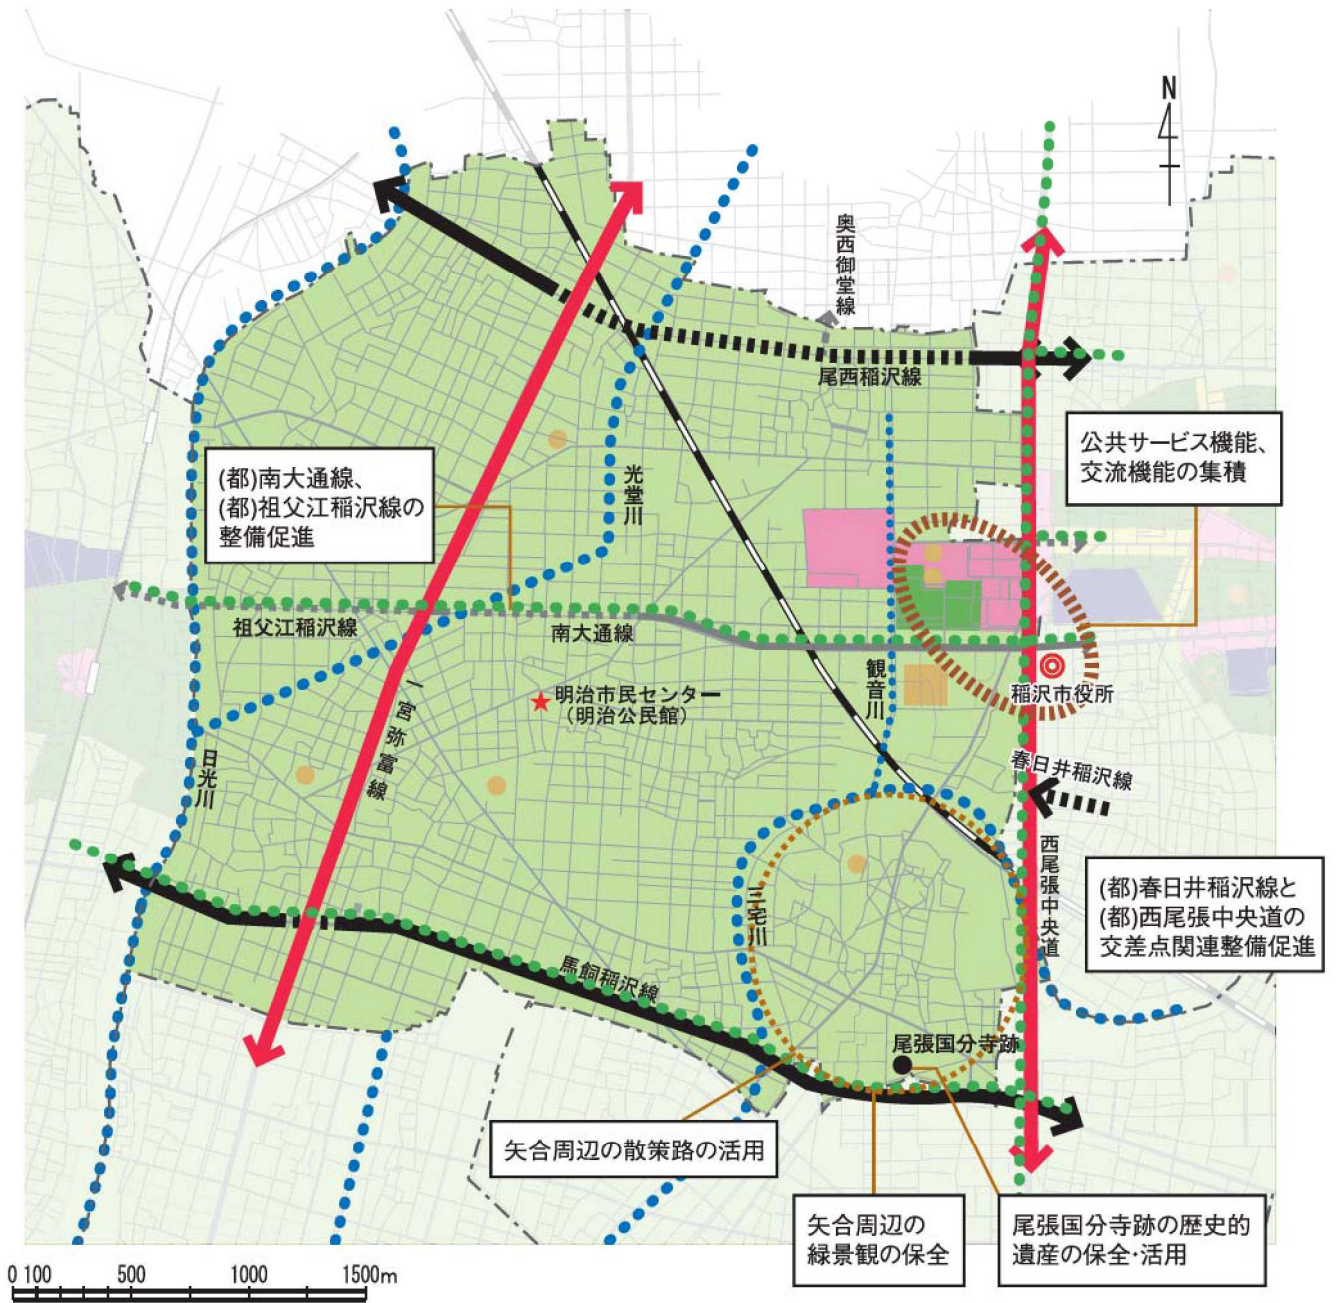 N
奥西御堂線
尾西稲沢線
公共サービス機能、
交流機能の集積
(都)南大通線、
(都)祖父江稲沢線の
整備促進
光堂川
祖父江稲沢線
南大通線
観音川
稲沢市役所
明治市民センター
(明治公民館)
一宮弥富線
日光川
春日井稲沢線
西尾張中央道
(都)春日井稲沢線と
(都)西尾張中央道の
交差点関連整備促進
三宅川
馬飼稲沢線
尾張国分寺跡
矢合周辺の散策路の活用
矢合周辺の
緑景観の保全
尾張国分寺跡の歴史的
遺産の保全・活用
0 100 500 1000 1500m